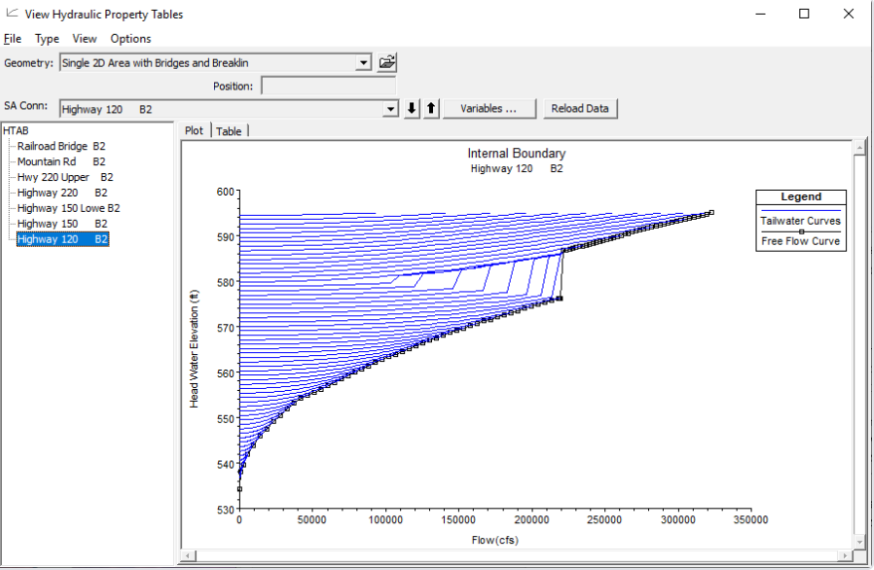 View Hydraulic Property Tables
File Type View Options
Geometry: Single 2D Area with Bridges and Breaklin
Position:
SA Conn: Highway 120 B2 Variables ... Reload Data
HTAB
Railroad Bridge B2
Mountain Rd B2
Hwy 220 Upper B2
Highway 220 B2
Highway 150 Lowe B2
Highway 150 B2
Highway 120 B2
Plot Table
Internal Boundary
Highway 120 B2
Legend
Tailwater Curves
Free Flow Curve
Head Water Elevation (ft)
600
590
580
570
560
550
540
530
0 50000 100000 150000 200000 250000 300000 350000
Flow(cfs)